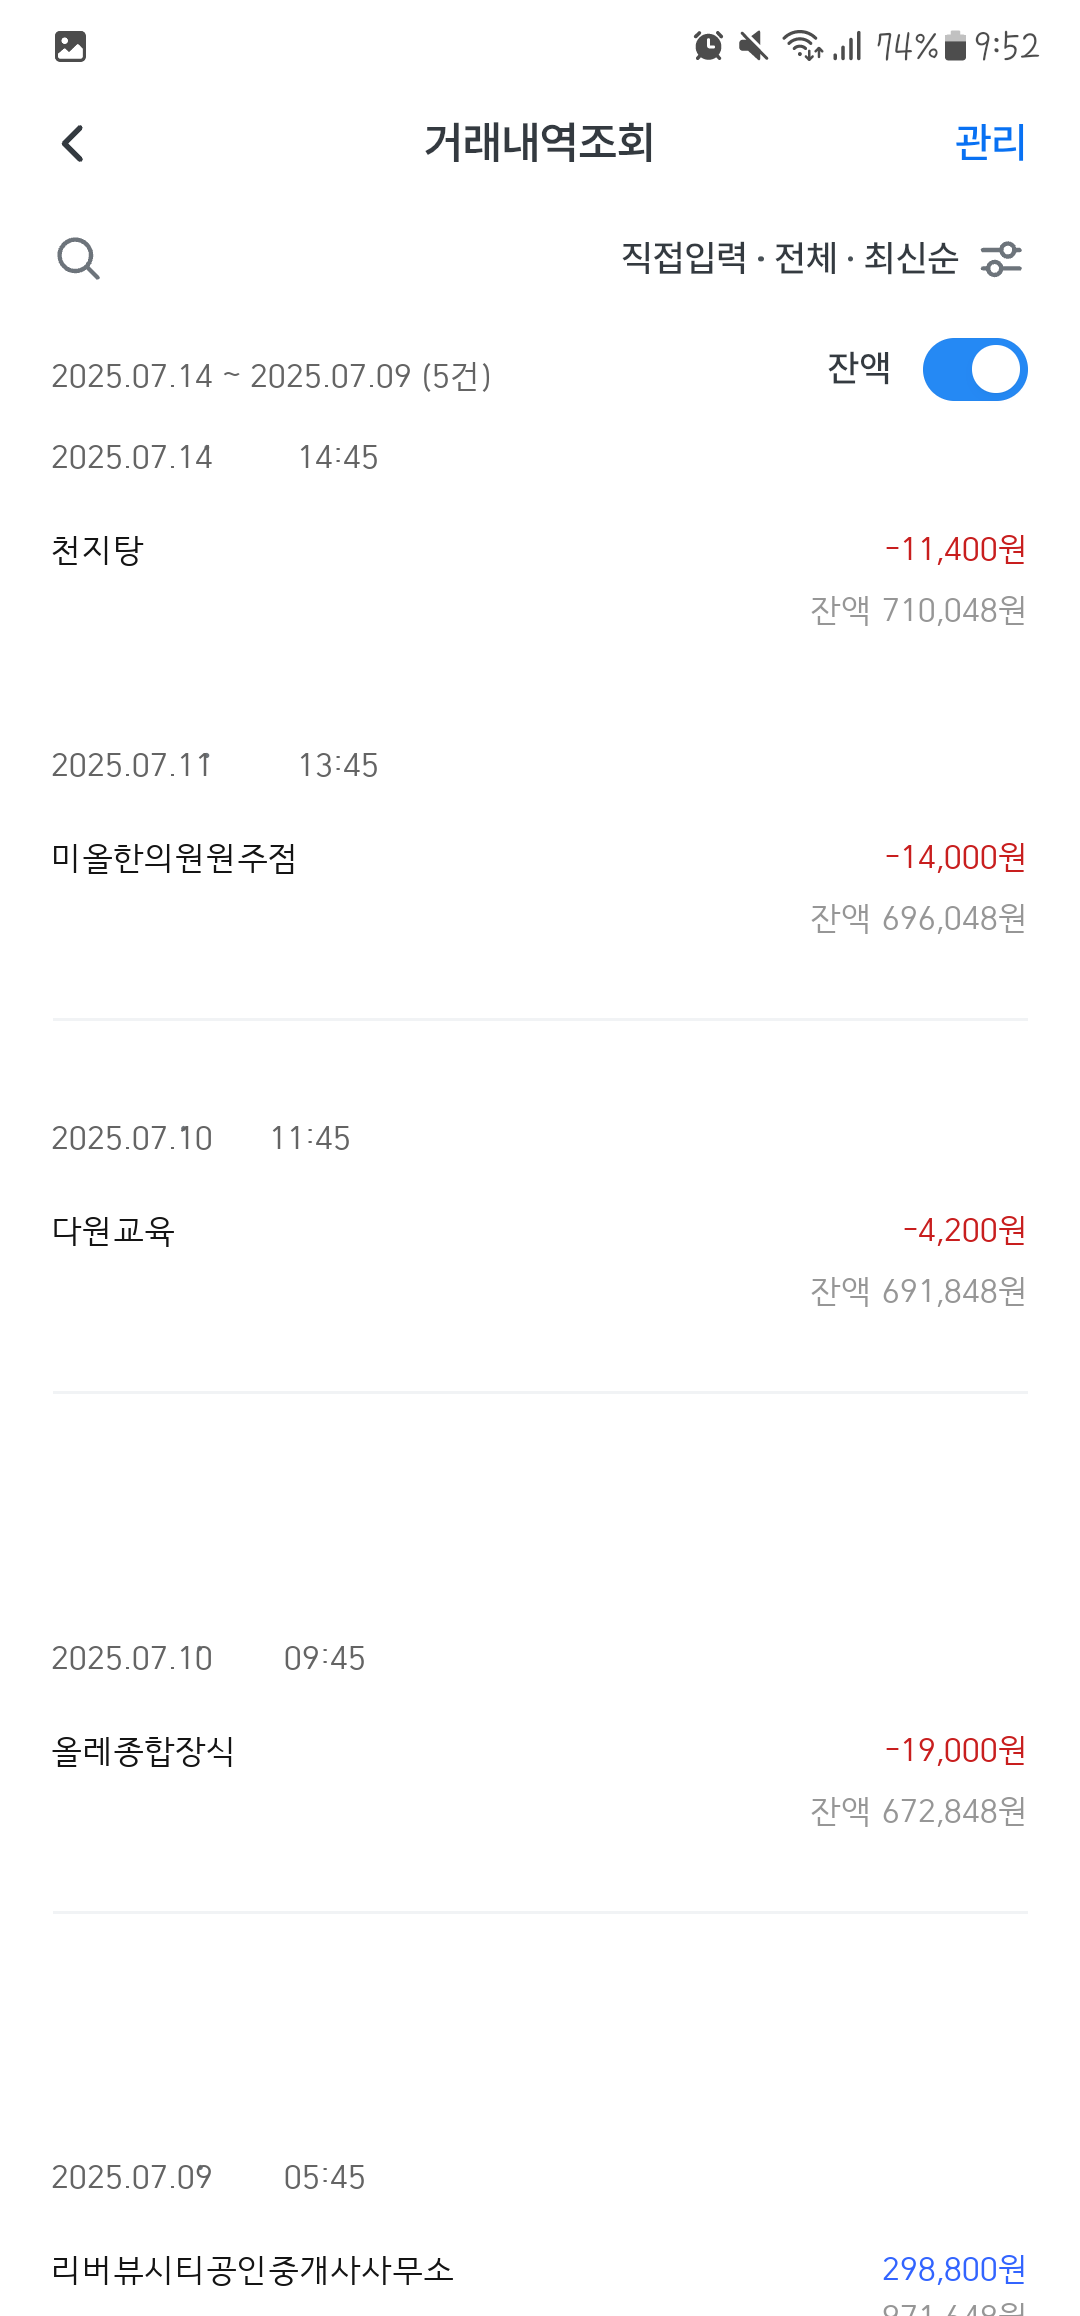 74% 9:52
거래내역조회 관리
직접입력 · 전체 · 최신순
2025.07.14 ~ 2025.07.09 (5건) 잔액
2025.07.14 14:45
천지탕 -11,400원
잔액 710,048원
2025.07.11 13:45
미올한의원원주점 -14,000원
잔액 696,048원
2025.07.10 11:45
다원교육 -4,200원
잔액 691,848원
2025.07.10 09:45
올레종합장식 -19,000원
잔액 672,848원
2025.07.09 05:45
리버뷰시티공인중개사사무소 298,800원